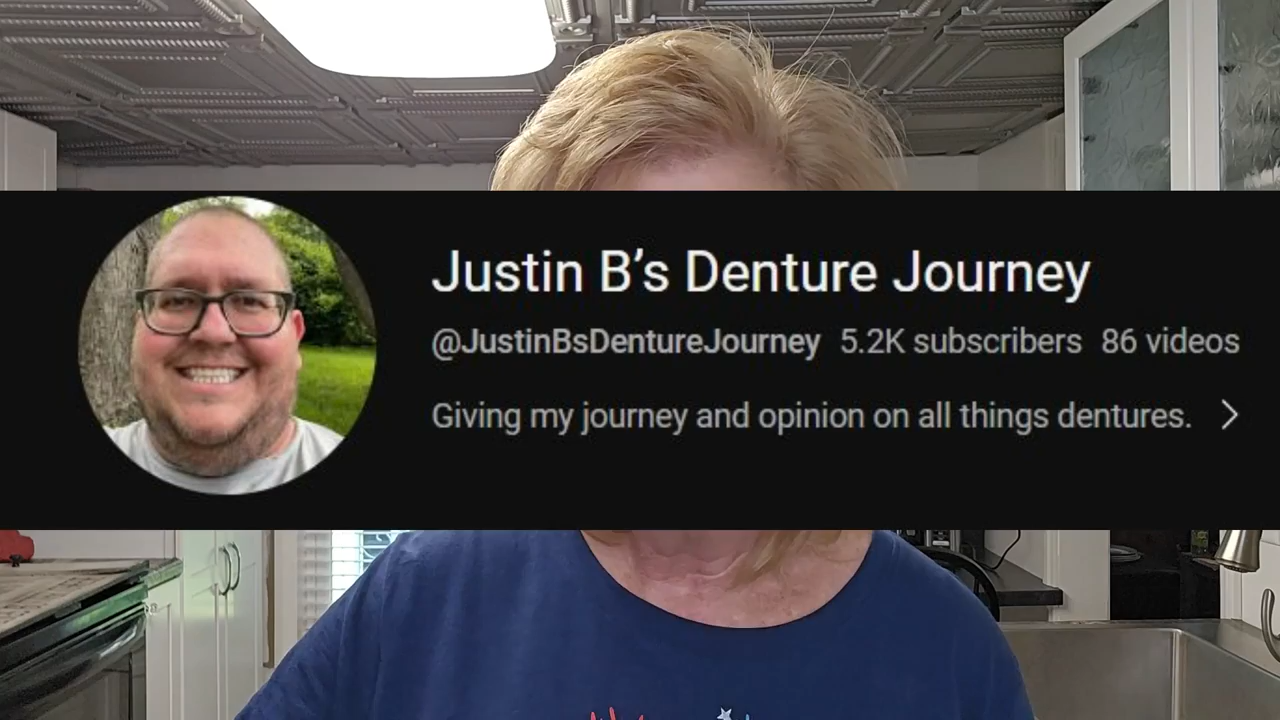 Justin B’s Denture Journey
@JustinBsDentureJourney 5.2K subscribers 86 videos
Giving my journey and opinion on all things dentures.